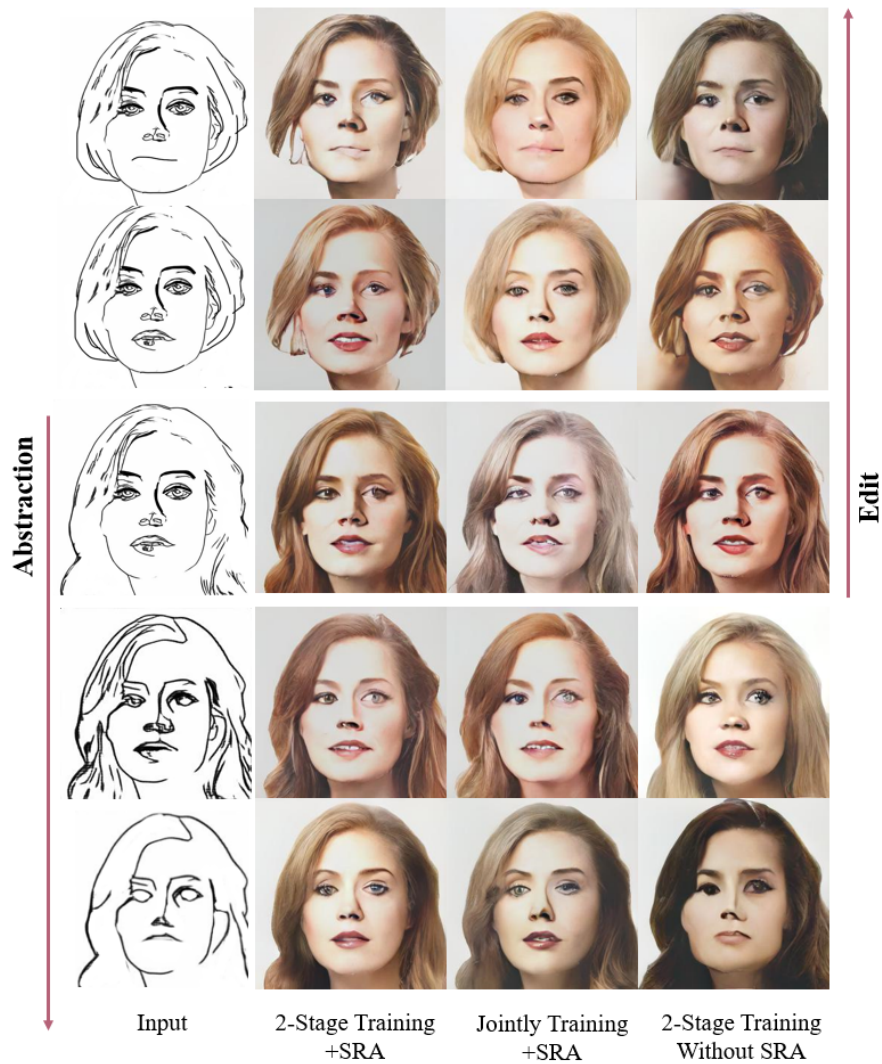 Abstraction
Edit
Input
2-Stage Training
+SRA
Jointly Training
+SRA
2-Stage Training
Without SRA